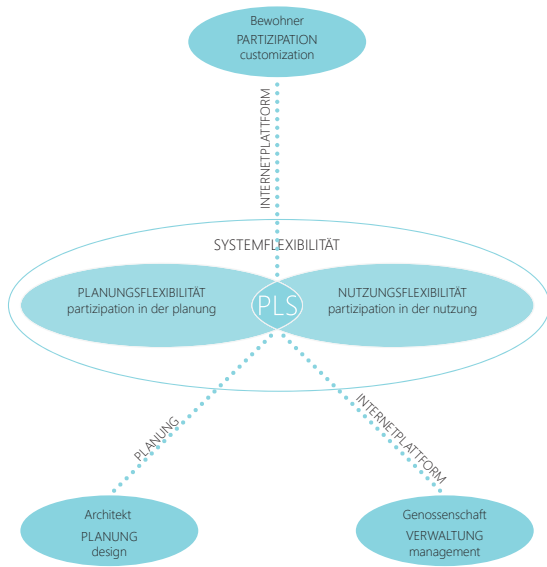 Bewohner
PARTIZIPATION
customization
INTERNETPLATTFORM
SYSTEMFLEXIBILITÄT
PLANUNGSFLEXIBILITÄT
partizipation in der planung
PLS
NUTZUNGSFLEXIBILITÄT
partizipation in der nutzung
PLANUNG
INTERNETPLATTFORM
Architekt
PLANUNG
design
Genossenschaft
VERWALTUNG
management